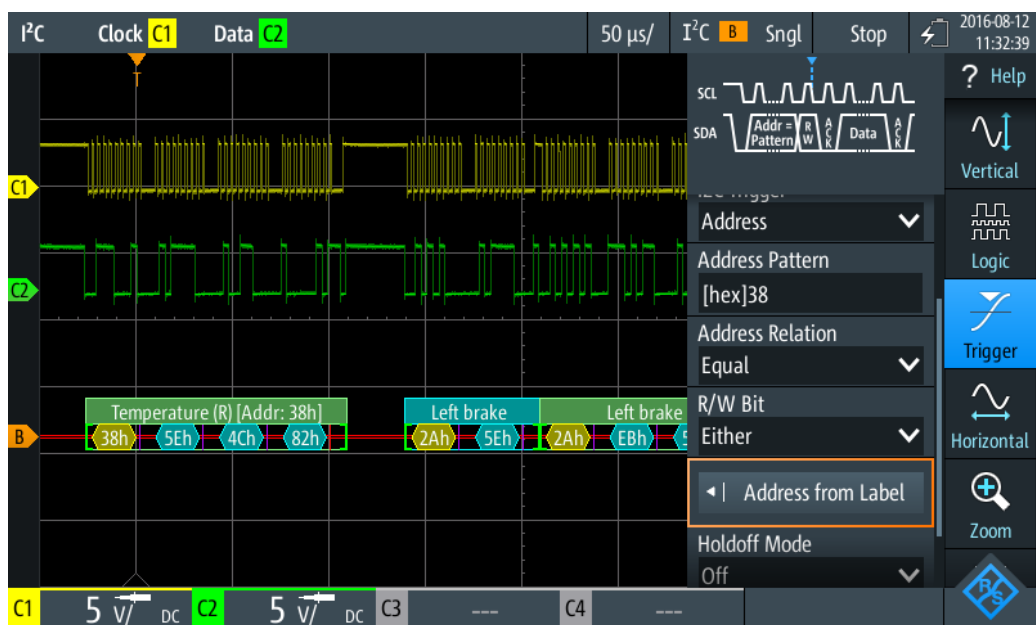 I²C Clock C1 Data C2 50 µs/ I²C B Sngl Stop 2016-08-12
11:32:39
? Help
T
SCL
SDA Addr = Pattern R W ACK Data ACK
Vertical
C1
Address
Logic
Address Pattern
C2
[hex]38
Address Relation
Trigger
Equal
R/W Bit
Temperature (R) [Addr: 38h] Left brake Left brake
B 38h 5Eh 4Ch 82h 2Ah 5Eh 2Ah EBh 5
Either
Horizontal
Address from Label
Zoom
Holdoff Mode
Off
R&S
C1 5 V/ DC C2 5 V/ DC C3 --- C4 ---